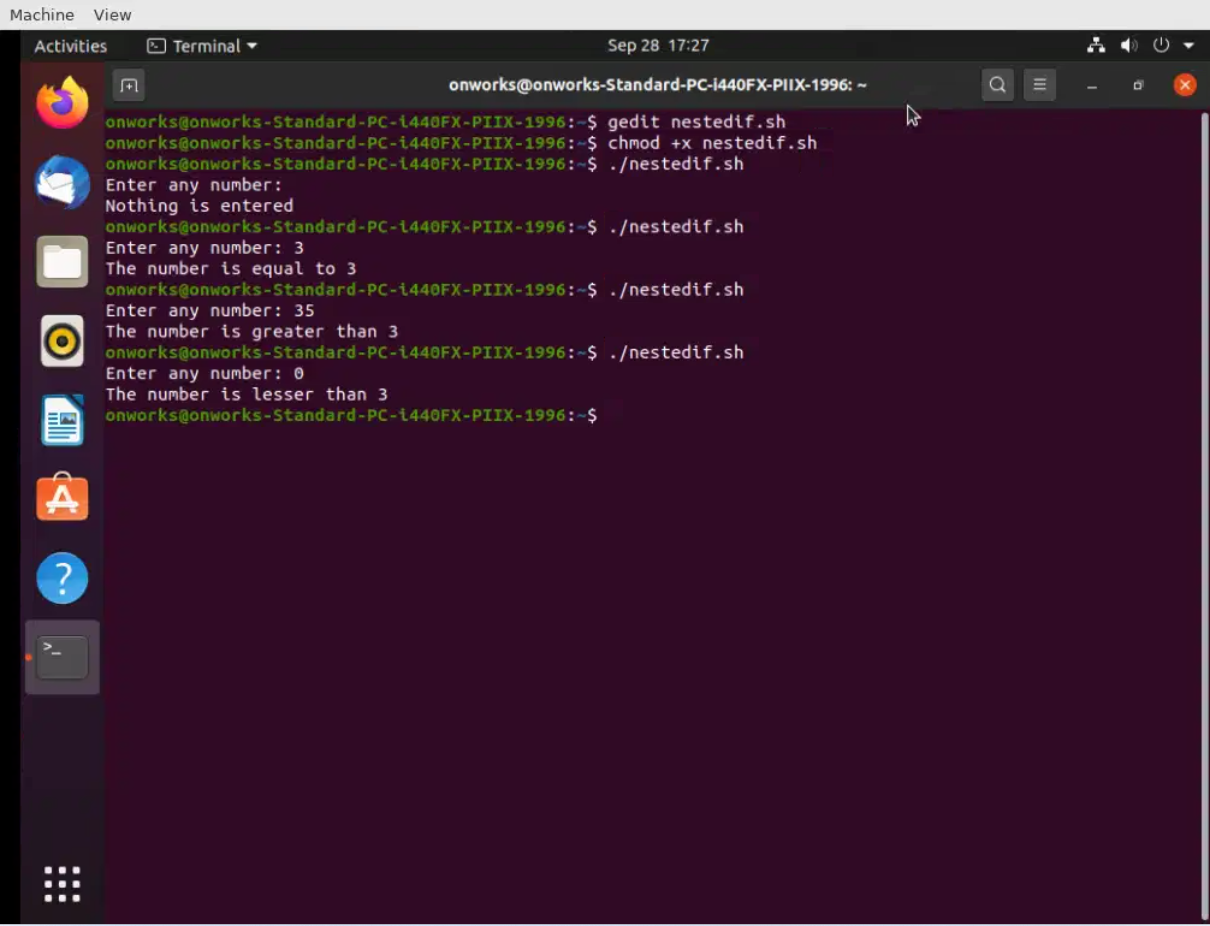 Machine View
Activities Terminal Sep 28 17:27
onworks@onworks-Standard-PC-i440FX-PIIX-1996: ~
onworks@onworks-Standard-PC-i440FX-PIIX-1996:~$ gedit nestedif.sh
onworks@onworks-Standard-PC-i440FX-PIIX-1996:~$ chmod +x nestedif.sh
onworks@onworks-Standard-PC-i440FX-PIIX-1996:~$ ./nestedif.sh
Enter any number:
Nothing is entered
onworks@onworks-Standard-PC-i440FX-PIIX-1996:~$ ./nestedif.sh
Enter any number: 3
The number is equal to 3
onworks@onworks-Standard-PC-i440FX-PIIX-1996:~$ ./nestedif.sh
Enter any number: 35
The number is greater than 3
onworks@onworks-Standard-PC-i440FX-PIIX-1996:~$ ./nestedif.sh
Enter any number: 0
The number is lesser than 3
onworks@onworks-Standard-PC-i440FX-PIIX-1996:~$